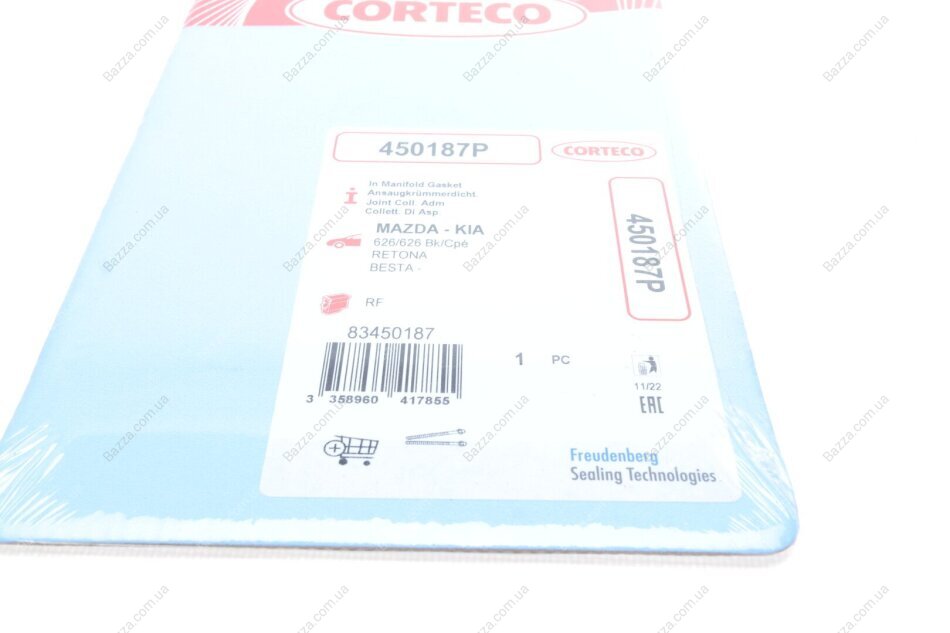 CORTECO
450187P
CORTECO
In Manifold Gasket
Ansaugkrümmerdicht
Joint Coll. Adm
Collett. Di Asp
MAZDA - KIA
626/626 Bk/Cpè
RETONA
BESTA -
450187P
RF
83450187
3 358960 417855
1 PC
11/22
EAC
Freudenberg
Sealing Technologies
Bazza.com.ua